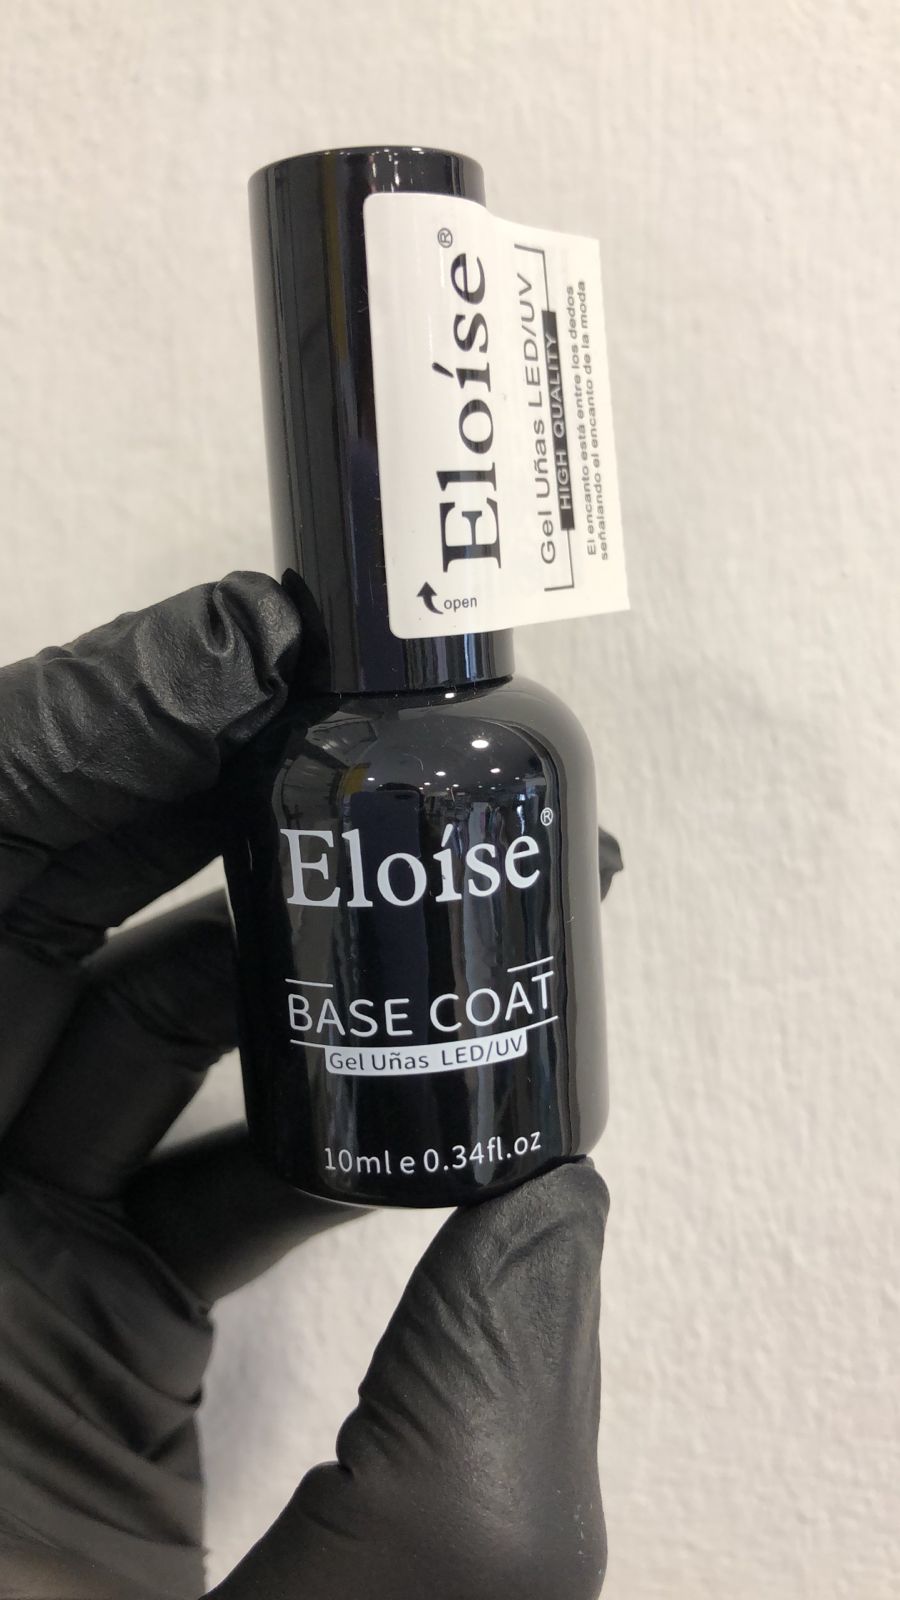 Eloíse®
Gel Uñas LED/UV
HIGH QUALITY
El encanto está entre los dedos
señalando el encanto de la moda
open
Eloíse®
BASE COAT
Gel Uñas LED/UV
10ml e 0.34fl.oz